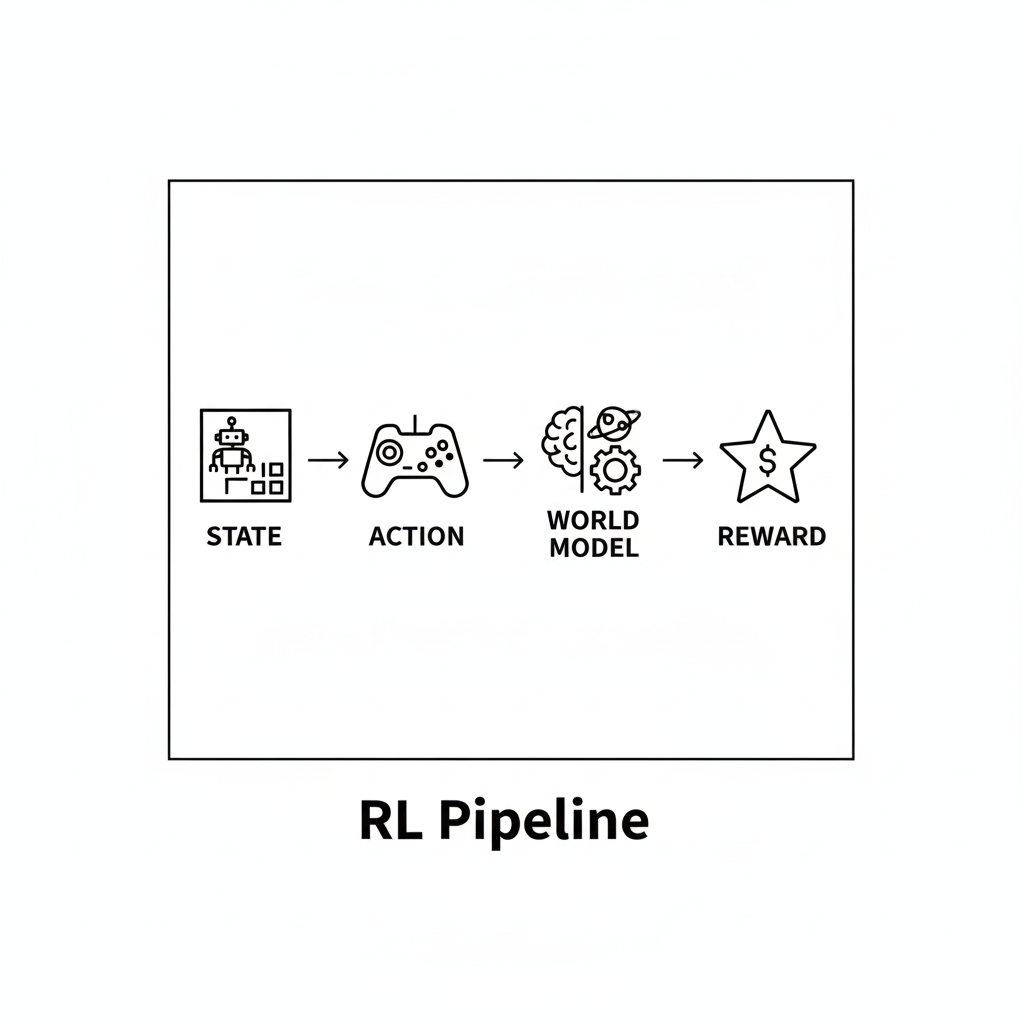 STATE
ACTION
WORLD
MODEL
$
REWARD
RL Pipeline